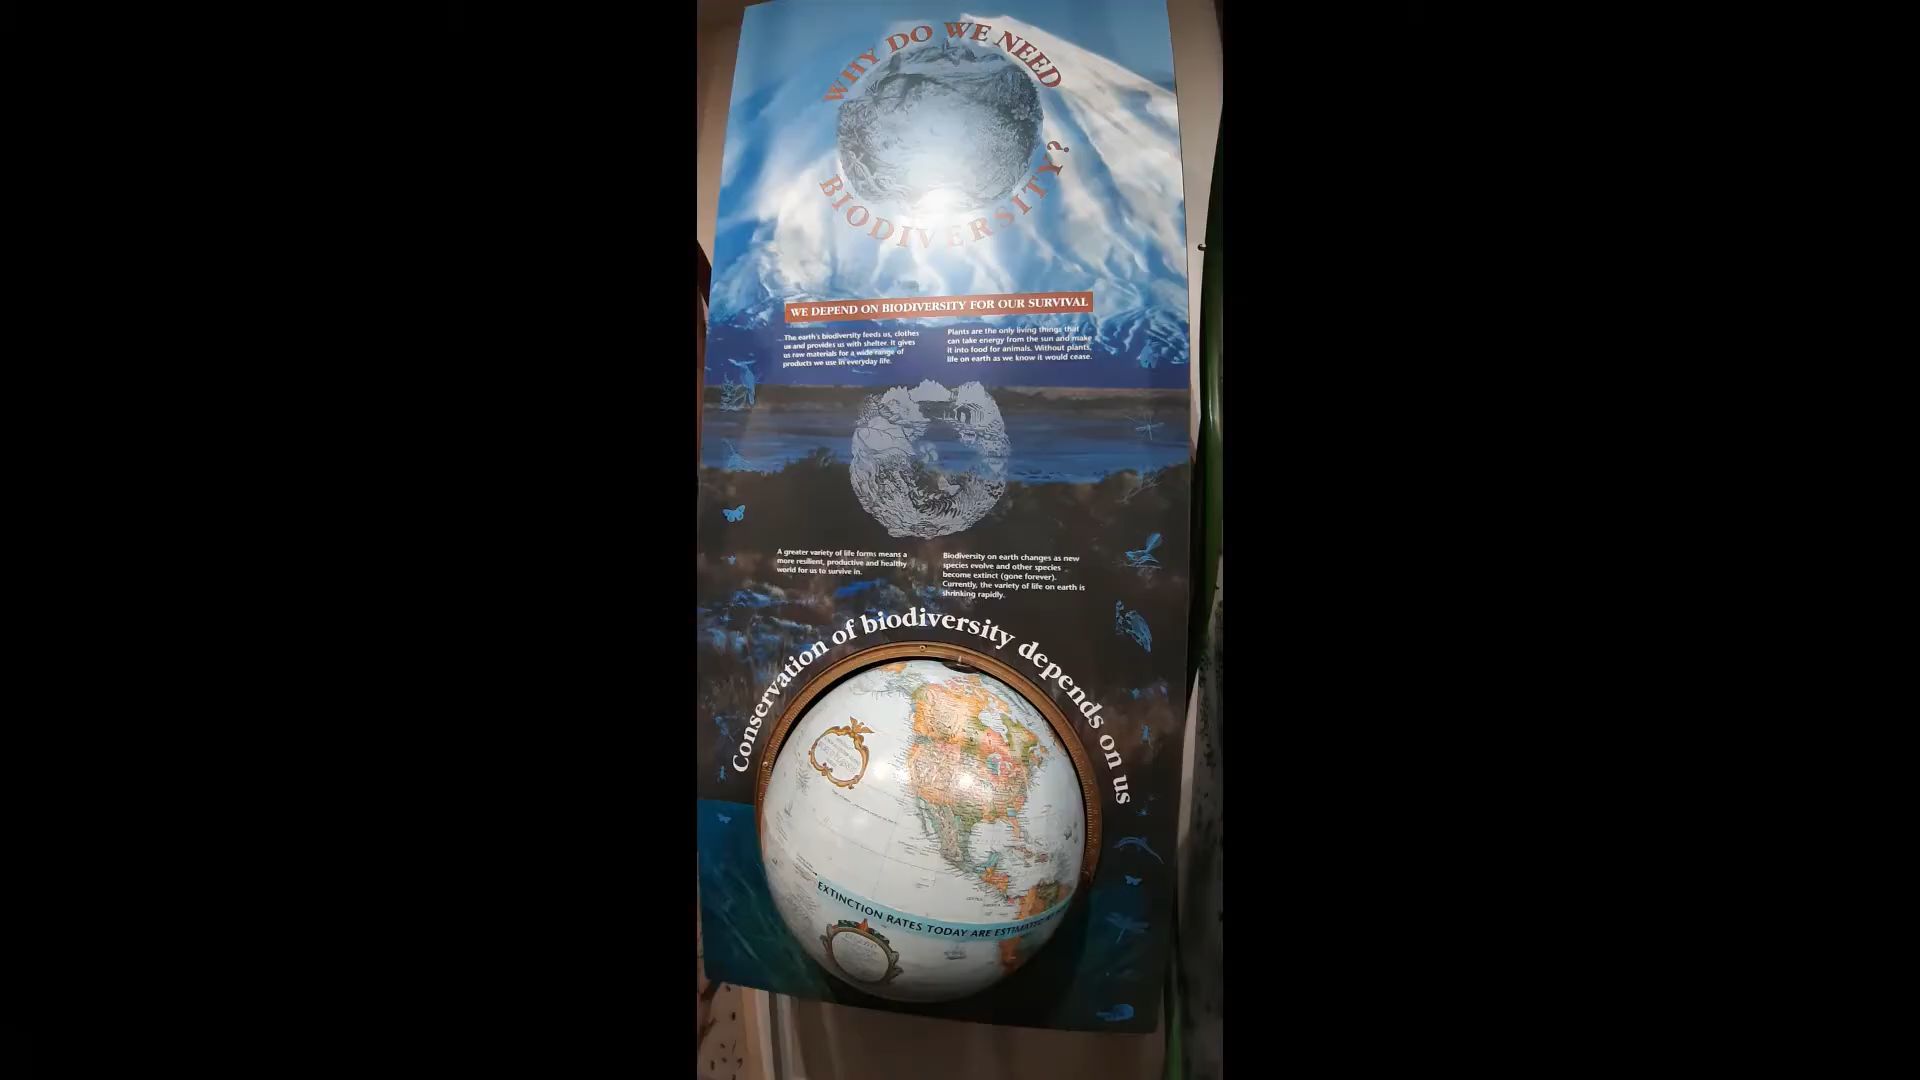 WHY DO WE NEED
BIODIVERSITY?
WE DEPEND ON BIODIVERSITY FOR OUR SURVIVAL
The earth's biodiversity feeds us, clothes
us and provides us with shelter. It gives
us raw materials for a wide range of
products we use in everyday life.
Plants are the only living things that
can take energy from the sun and make
it into food for animals. Without plants,
life on earth as we know it would cease.
A greater variety of life forms means a
more resilient, productive and healthy
world for us to survive in.
Biodiversity on earth changes as new
species evolve and other species
become extinct (gone forever).
Currently, the variety of life on earth is
shrinking rapidly.
Conservation of biodiversity depends on us
EXTINCTION RATES TODAY ARE ESTIMATED